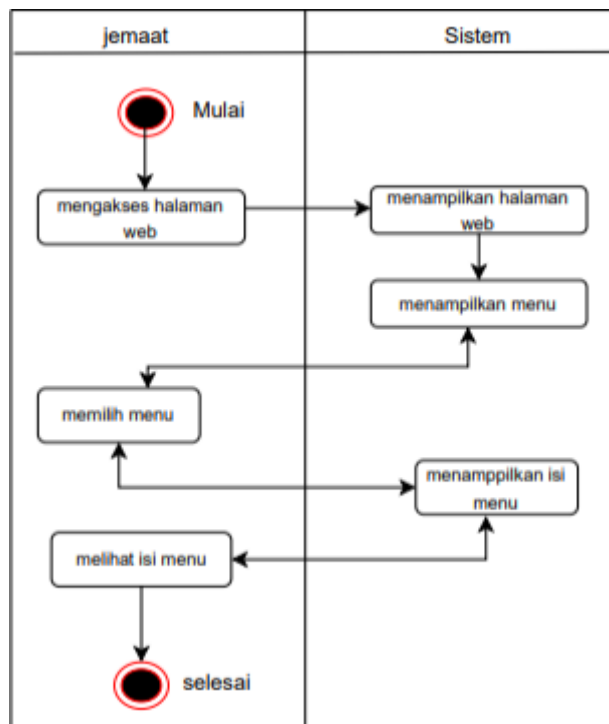 jemaat
Sistem
Mulai
mengakses halaman
web
menampilkan halaman
web
menampilkan menu
memilih menu
menamppilkan isi
menu
melihat isi menu
selesai